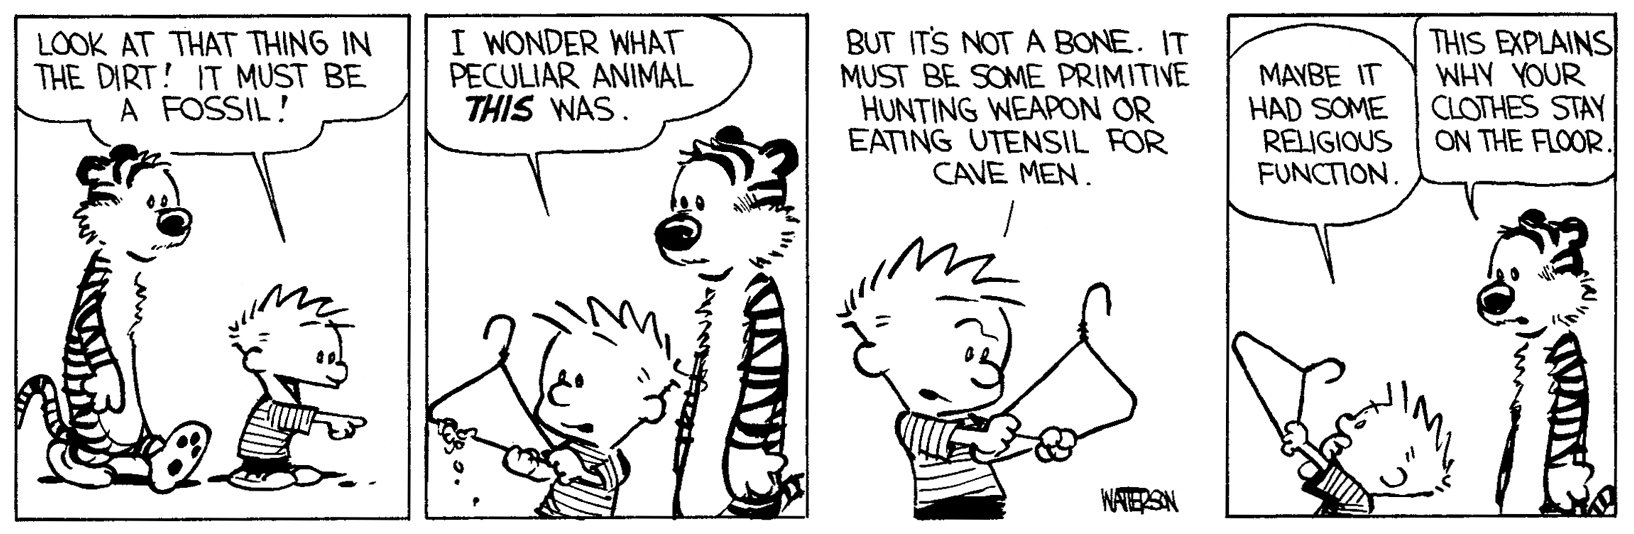 LOOK AT THAT THING IN
THE DIRT! IT MUST BE
A FOSSIL!
I WONDER WHAT
PECULIAR ANIMAL
THIS WAS.
BUT IT'S NOT A BONE. IT
MUST BE SOME PRIMITIVE
HUNTING WEAPON OR
EATING UTENSIL FOR
CAVE MEN.
WATTERSON
MAYBE IT
HAD SOME
RELIGIOUS
FUNCTION.
THIS EXPLAINS
WHY YOUR
CLOTHES STAY
ON THE FLOOR.